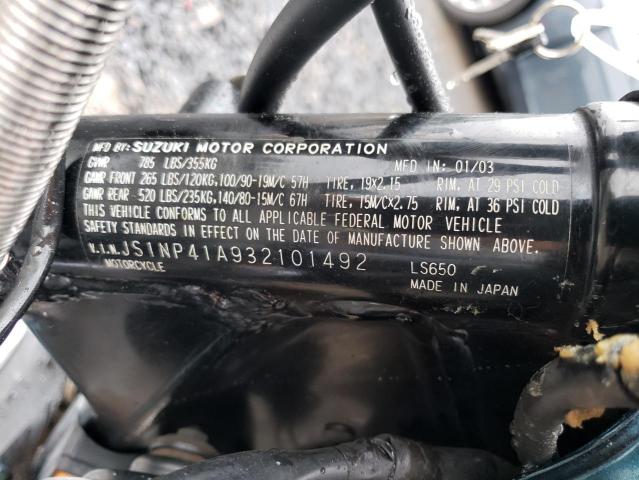 MFD BY: SUZUKI MOTOR CORPORATION
GVWR 785 LBS/355KG MFD IN: 01/03
GAWR FRONT 265 LBS/120KG, 100/90-19M/C 57H TIRE, 19x2.15 RIM, AT 29 PSI COLD
GAWR REAR 520 LBS/235KG, 140/80-15M/C 67H TIRE, 15M/Cx2.75 RIM, AT 36 PSI COLD
THIS VEHICLE CONFORMS TO ALL APPLICABLE FEDERAL MOTOR VEHICLE
SAFETY STANDARDS IN EFFECT ON THE DATE OF MANUFACTURE SHOWN ABOVE.
V.I.N. JS1NP41A932101492 LS650
MOTORCYCLE MADE IN JAPAN